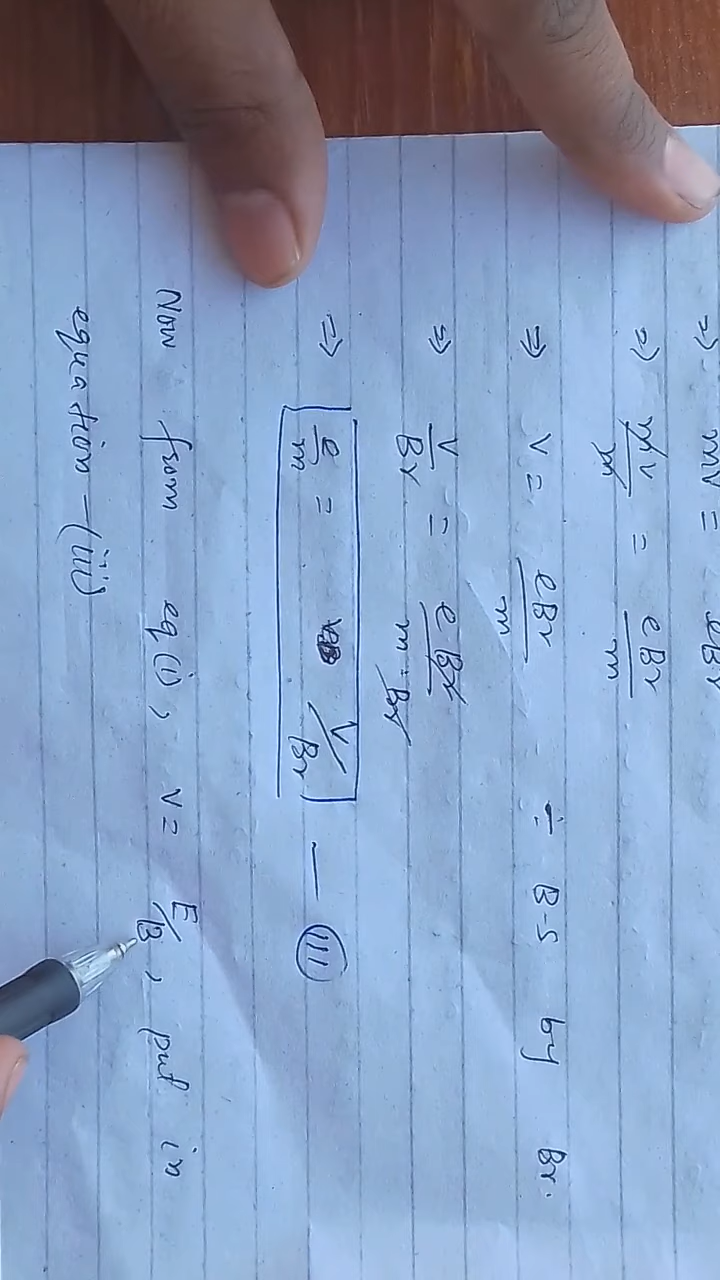 => mv = eBr
=> mv/m = eBr/m
=> v = eBr/m ÷ B-S by Br.
=> v/Br = eBr/m.Br
=> e/m = v/Br — (III)
Now from eq(i), v = E/B, put in
equation-(iii)